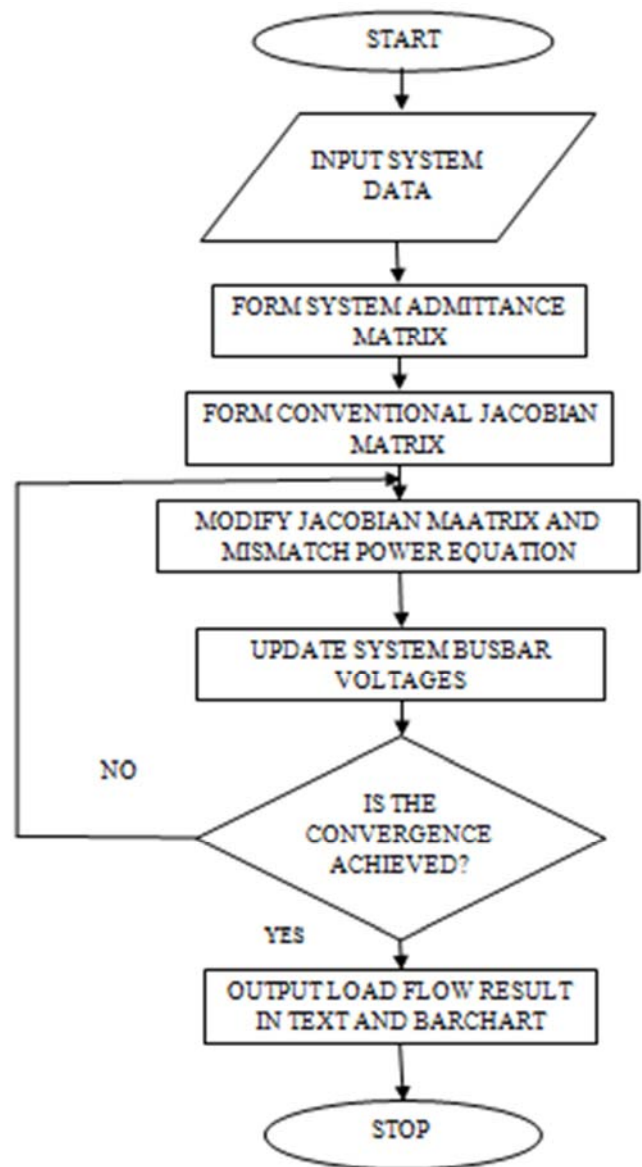 START
INPUT SYSTEM
DATA
FORM SYSTEM ADMITTANCE
MATRIX
FORM CONVENTIONAL JACOBIAN
MATRIX
MODIFY JACOBIAN MAATRIX AND
MISMATCH POWER EQUATION
UPDATE SYSTEM BUSBAR
VOLTAGES
NO
IS THE
CONVERGENCE
ACHIEVED?
YES
OUTPUT LOAD FLOW RESULT
IN TEXT AND BARCHART
STOP